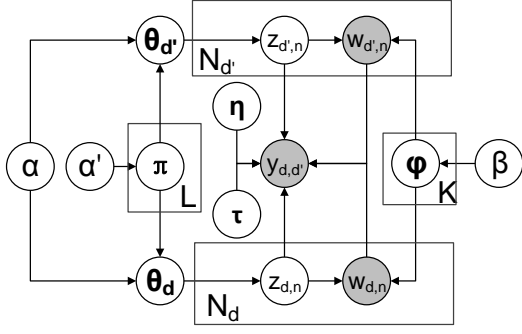 θd' zd',n wd',n
Nd'
η
α α' π L yd,d' φ K β
τ
θd zd,n wd,n
Nd